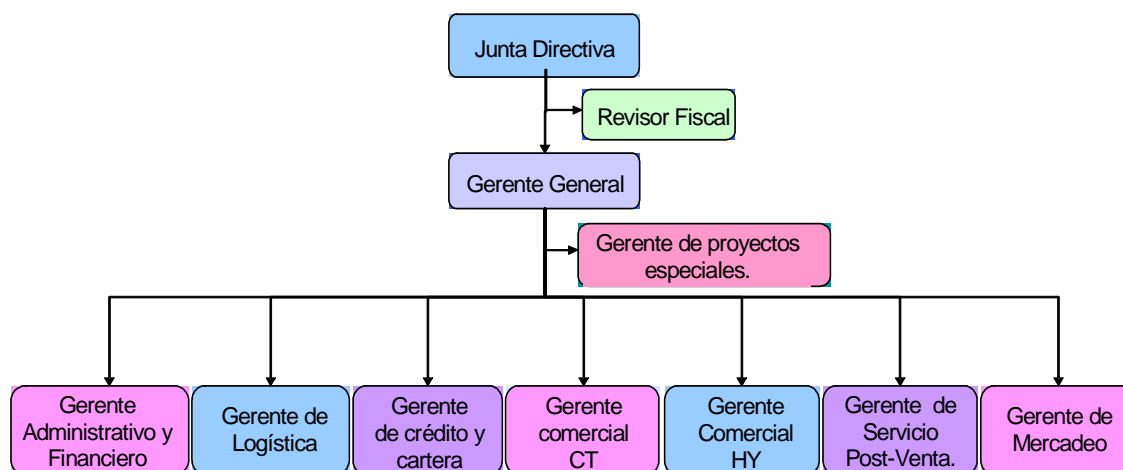 Junta Directiva
Revisor Fiscal
Gerente General
Gerente de proyectos
especiales.
Gerente
Administrativo y
Financiero
Gerente de
Logística
Gerente
de crédito y
cartera
Gerente
comercial
CT
Gerente
Comercial
HY
Gerente de
Servicio
Post-Venta.
Gerente de
Mercadeo